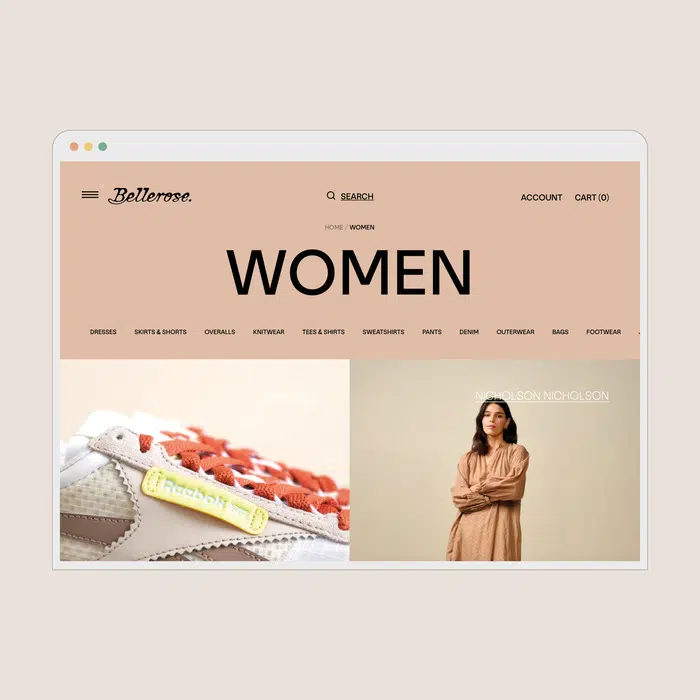 Bellerose.
SEARCH
ACCOUNT CART (0)
HOME / WOMEN
WOMEN
DRESSES SKIRTS & SHORTS OVERALLS KNITWEAR TEES & SHIRTS SWEATSHIRTS PANTS DENIM OUTERWEAR BAGS FOOTWEAR
NICHOLSON NICHOLSON
Reebok